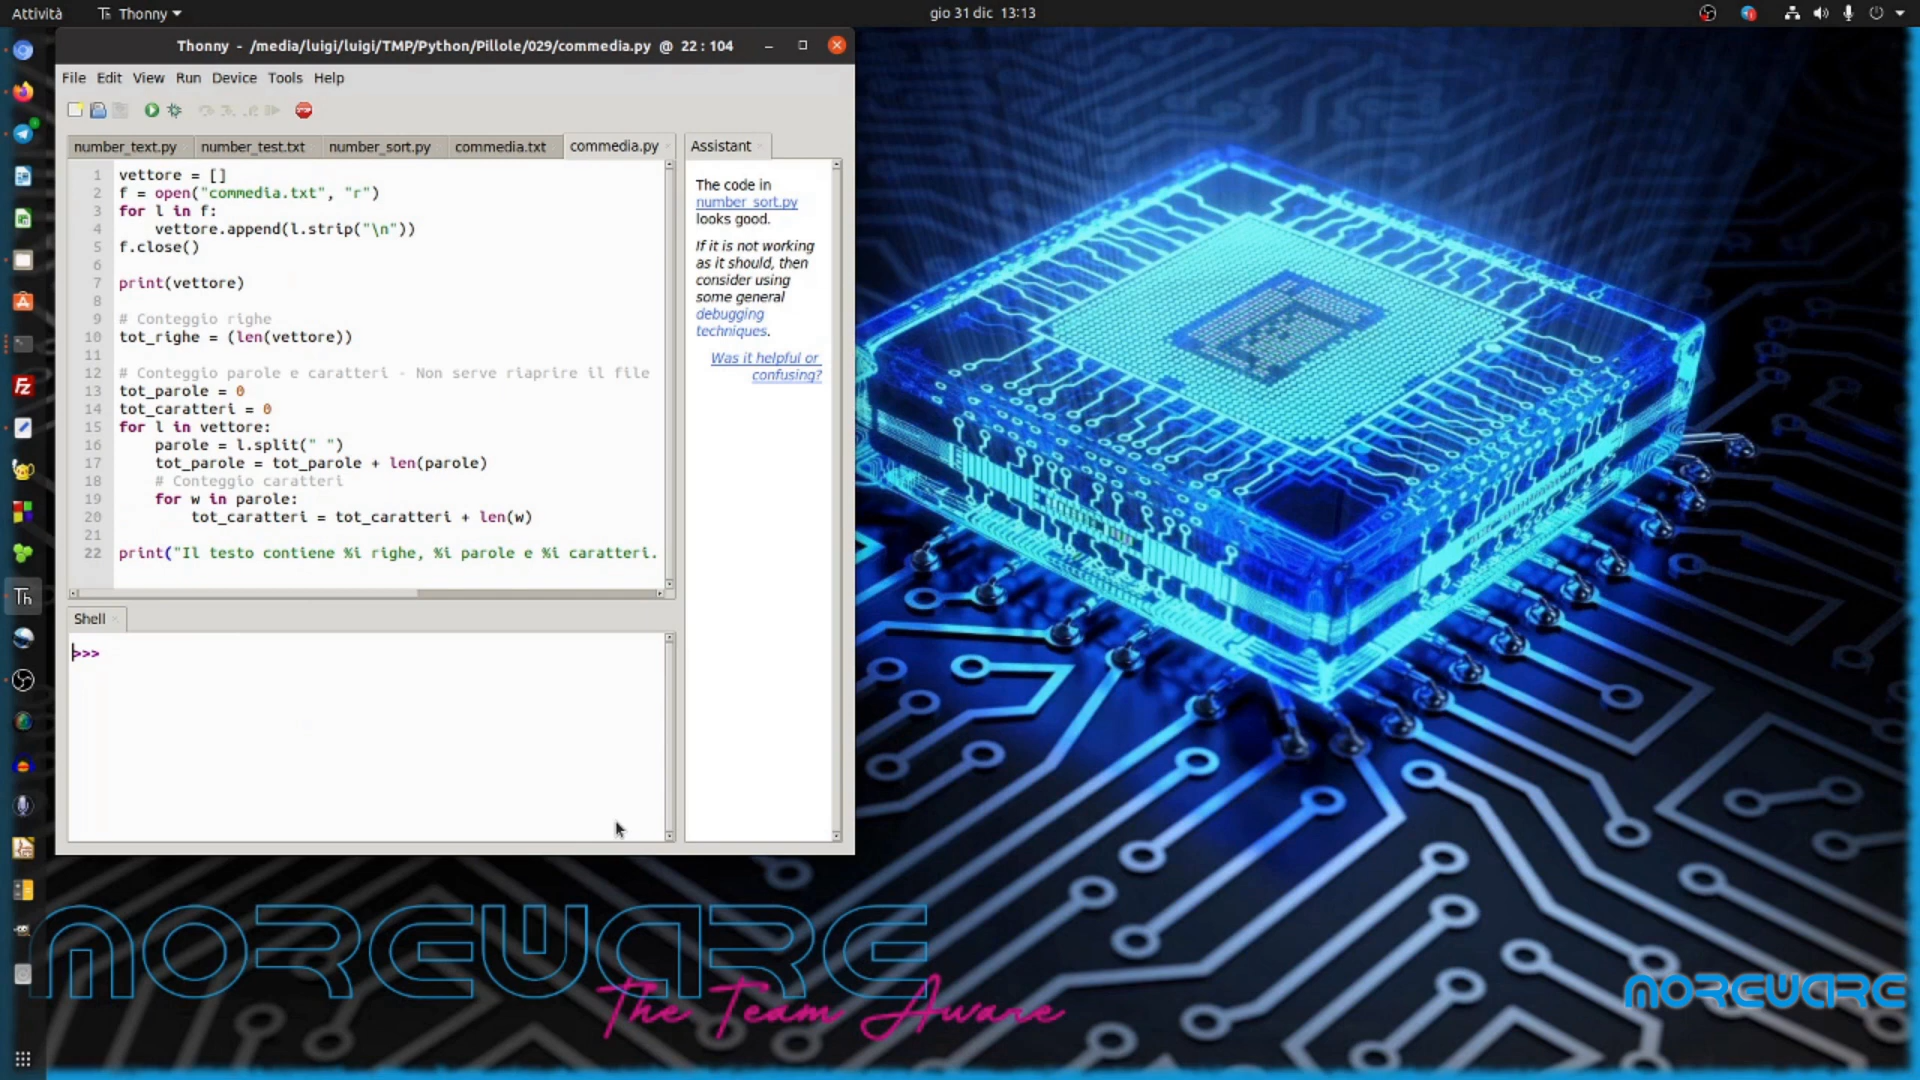 Attività Thonny gio 31 dic 13:13
Thonny - /media/luigi/luigi/TMP/Python/Pillole/029/commedia.py @ 22 : 104
File Edit View Run Device Tools Help
number_text.py number_test.txt number_sort.py commedia.txt commedia.py
1 vettore = []
2 f = open("commedia.txt", "r")
3 for l in f:
4 vettore.append(l.strip("\n"))
5 f.close()
6
7 print(vettore)
8
9 # Conteggio righe
10 tot_righe = (len(vettore))
11
12 # Conteggio parole e caratteri - Non serve riaprire il file
13 tot_parole = 0
14 tot_caratteri = 0
15 for l in vettore:
16 parole = l.split(" ")
17 tot_parole = tot_parole + len(parole)
18 # Conteggio caratteri
19 for w in parole:
20 tot_caratteri = tot_caratteri + len(w)
21
22 print("Il testo contiene %i righe, %i parole e %i caratteri.
Shell
>>>
Assistant
The code in
number_sort.py
looks good.
If it is not working
as it should, then
consider using
some general
debugging
techniques.
Was it helpful or
confusing?
Fz
Th
MOREWARE
The Team Aware
MOREWARE